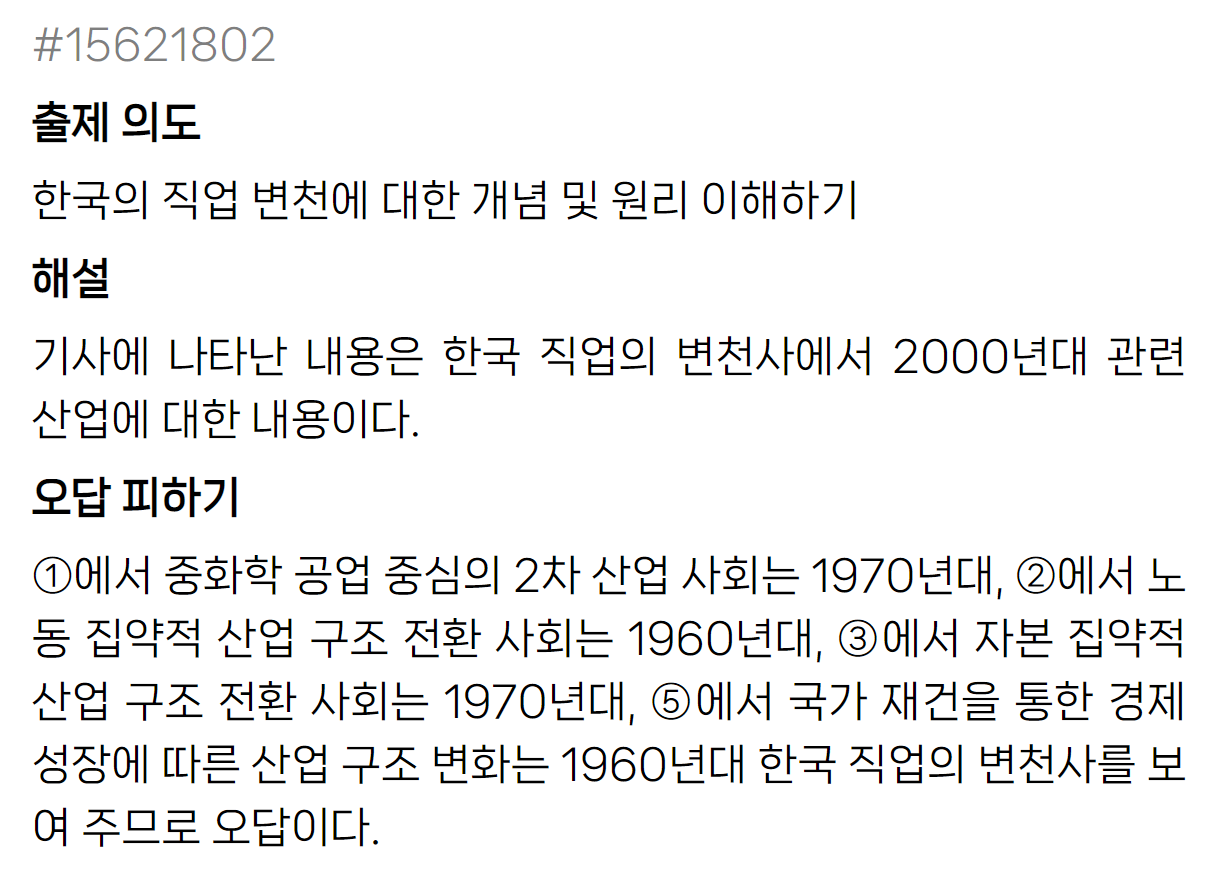 #15621802
출제 의도
한국의 직업 변천에 대한 개념 및 원리 이해하기
해설
기사에 나타난 내용은 한국 직업의 변천사에서 2000년대 관련
산업에 대한 내용이다.
오답 피하기
①에서 중화학 공업 중심의 2차 산업 사회는 1970년대, ②에서 노
동 집약적 산업 구조 전환 사회는 1960년대, ③에서 자본 집약적
산업 구조 전환 사회는 1970년대, ⑤에서 국가 재건을 통한 경제
성장에 따른 산업 구조 변화는 1960년대 한국 직업의 변천사를 보
여 주므로 오답이다.